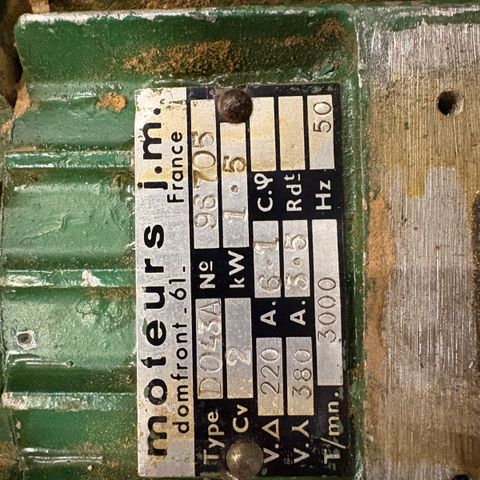 moteurs j.m.
domfront -61- France
Type D043A No 96705
Cv 2 kW 1.5
V.Δ 220 A. 6.1 C.φ
V.⅄ 380 A. 3.5 Rdt
T/mn. 3000 Hz 50